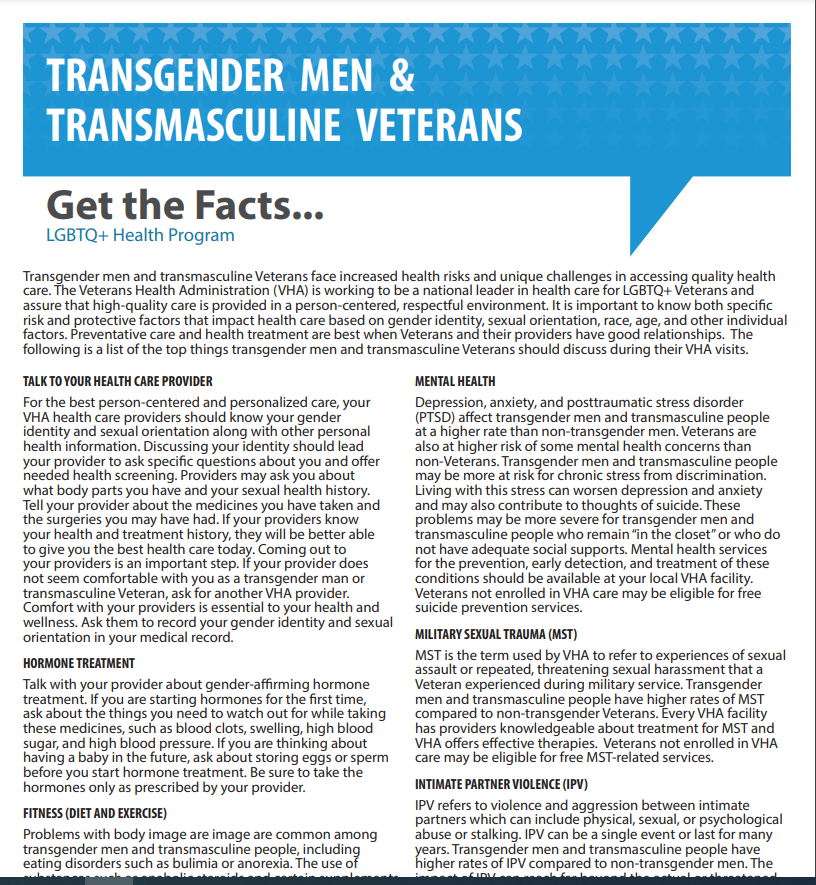 TRANSGENDER MEN &
TRANSMASCULINE VETERANS
Get the Facts...
LGBTQ+ Health Program
Transgender men and transmasculine Veterans face increased health risks and unique challenges in accessing quality health
care. The Veterans Health Administration (VHA) is working to be a national leader in health care for LGBTQ+ Veterans and
assure that high-quality care is provided in a person-centered, respectful environment. It is important to know both specific
risk and protective factors that impact health care based on gender identity, sexual orientation, race, age, and other individual
factors. Preventative care and health treatment are best when Veterans and their providers have good relationships. The
following is a list of the top things transgender men and transmasculine Veterans should discuss during their VHA visits.
TALK TO YOUR HEALTH CARE PROVIDER
For the best person-centered and personalized care, your
VHA health care providers should know your gender
identity and sexual orientation along with other personal
health information. Discussing your identity should lead
your provider to ask specific questions about you and offer
needed health screening. Providers may ask you about
what body parts you have and your sexual health history.
Tell your provider about the medicines you have taken and
the surgeries you may have had. If your providers know
your health and treatment history, they will be better able
to give you the best health care today. Coming out to
your providers is an important step. If your provider does
not seem comfortable with you as a transgender man or
transmasculine Veteran, ask for another VHA provider.
Comfort with your providers is essential to your health and
wellness. Ask them to record your gender identity and sexual
orientation in your medical record.
HORMONE TREATMENT
Talk with your provider about gender-affirming hormone
treatment. If you are starting hormones for the first time,
ask about the things you need to watch out for while taking
these medicines, such as blood clots, swelling, high blood
sugar, and high blood pressure. If you are thinking about
having a baby in the future, ask about storing eggs or sperm
before you start hormone treatment. Be sure to take the
hormones only as prescribed by your provider.
FITNESS (DIET AND EXERCISE)
Problems with body image are image are common among
transgender men and transmasculine people, including
eating disorders such as bulimia or anorexia. The use of
substances such as anabolic steroids and certain supplements
MENTAL HEALTH
Depression, anxiety, and posttraumatic stress disorder
(PTSD) affect transgender men and transmasculine people
at a higher rate than non-transgender men. Veterans are
also at higher risk of some mental health concerns than
non-Veterans. Transgender men and transmasculine people
may be more at risk for chronic stress from discrimination.
Living with this stress can worsen depression and anxiety
and may also contribute to thoughts of suicide. These
problems may be more severe for transgender men and
transmasculine people who remain “in the closet” or who do
not have adequate social supports. Mental health services
for the prevention, early detection, and treatment of these
conditions should be available at your local VHA facility.
Veterans not enrolled in VHA care may be eligible for free
suicide prevention services.
MILITARY SEXUAL TRAUMA (MST)
MST is the term used by VHA to refer to experiences of sexual
assault or repeated, threatening sexual harassment that a
Veteran experienced during military service. Transgender
men and transmasculine people have higher rates of MST
compared to non-transgender Veterans. Every VHA facility
has providers knowledgeable about treatment for MST and
VHA offers effective therapies. Veterans not enrolled in VHA
care may be eligible for free MST-related services.
INTIMATE PARTNER VIOLENCE (IPV)
IPV refers to violence and aggression between intimate
partners which can include physical, sexual, or psychological
abuse or stalking. IPV can be a single event or last for many
years. Transgender men and transmasculine people have
higher rates of IPV compared to non-transgender men. The
impact of IPV can reach far beyond the actual or threatened